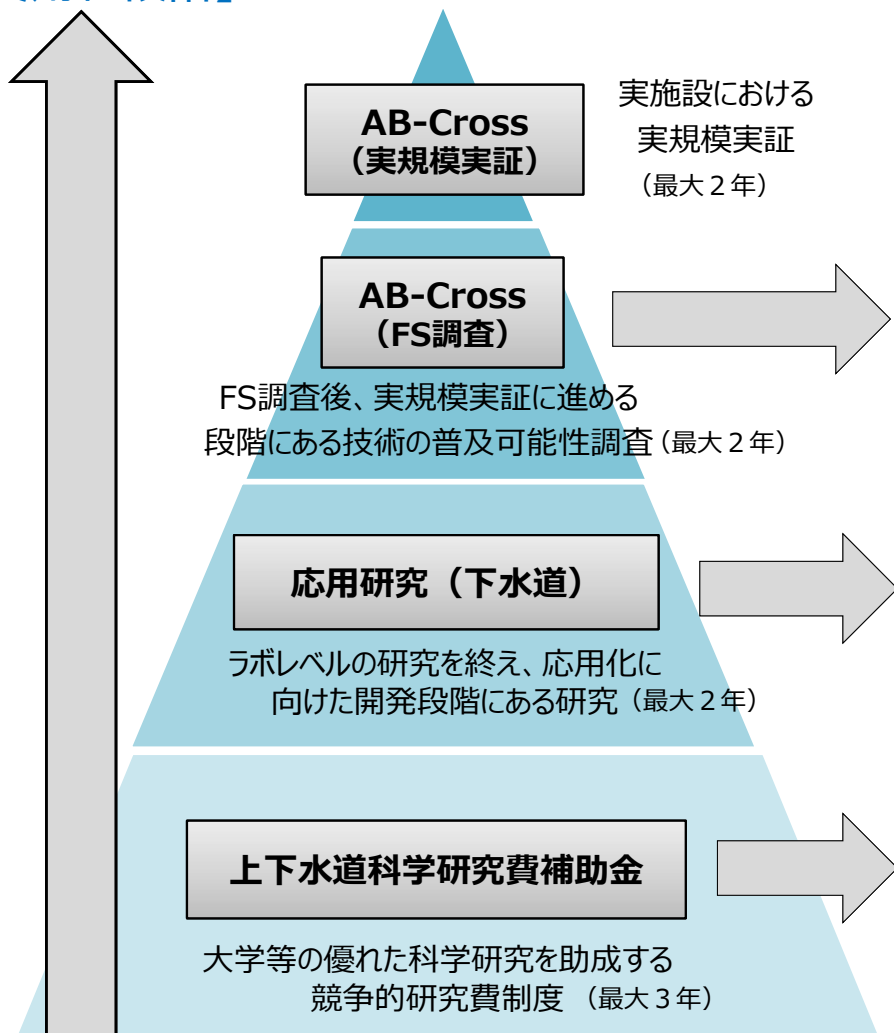 AB-Cross
（実規模実証）
実施設における
実規模実証
（最大２年）
AB-Cross
（FS調査）
FS調査後、実規模実証に進める
段階にある技術の普及可能性調査（最大２年）
応用研究（下水道）
ラボレベルの研究を終え、応用化に
向けた開発段階にある研究（最大２年）
上下水道科学研究費補助金
大学等の優れた科学研究を助成する
競争的研究費制度（最大３年）